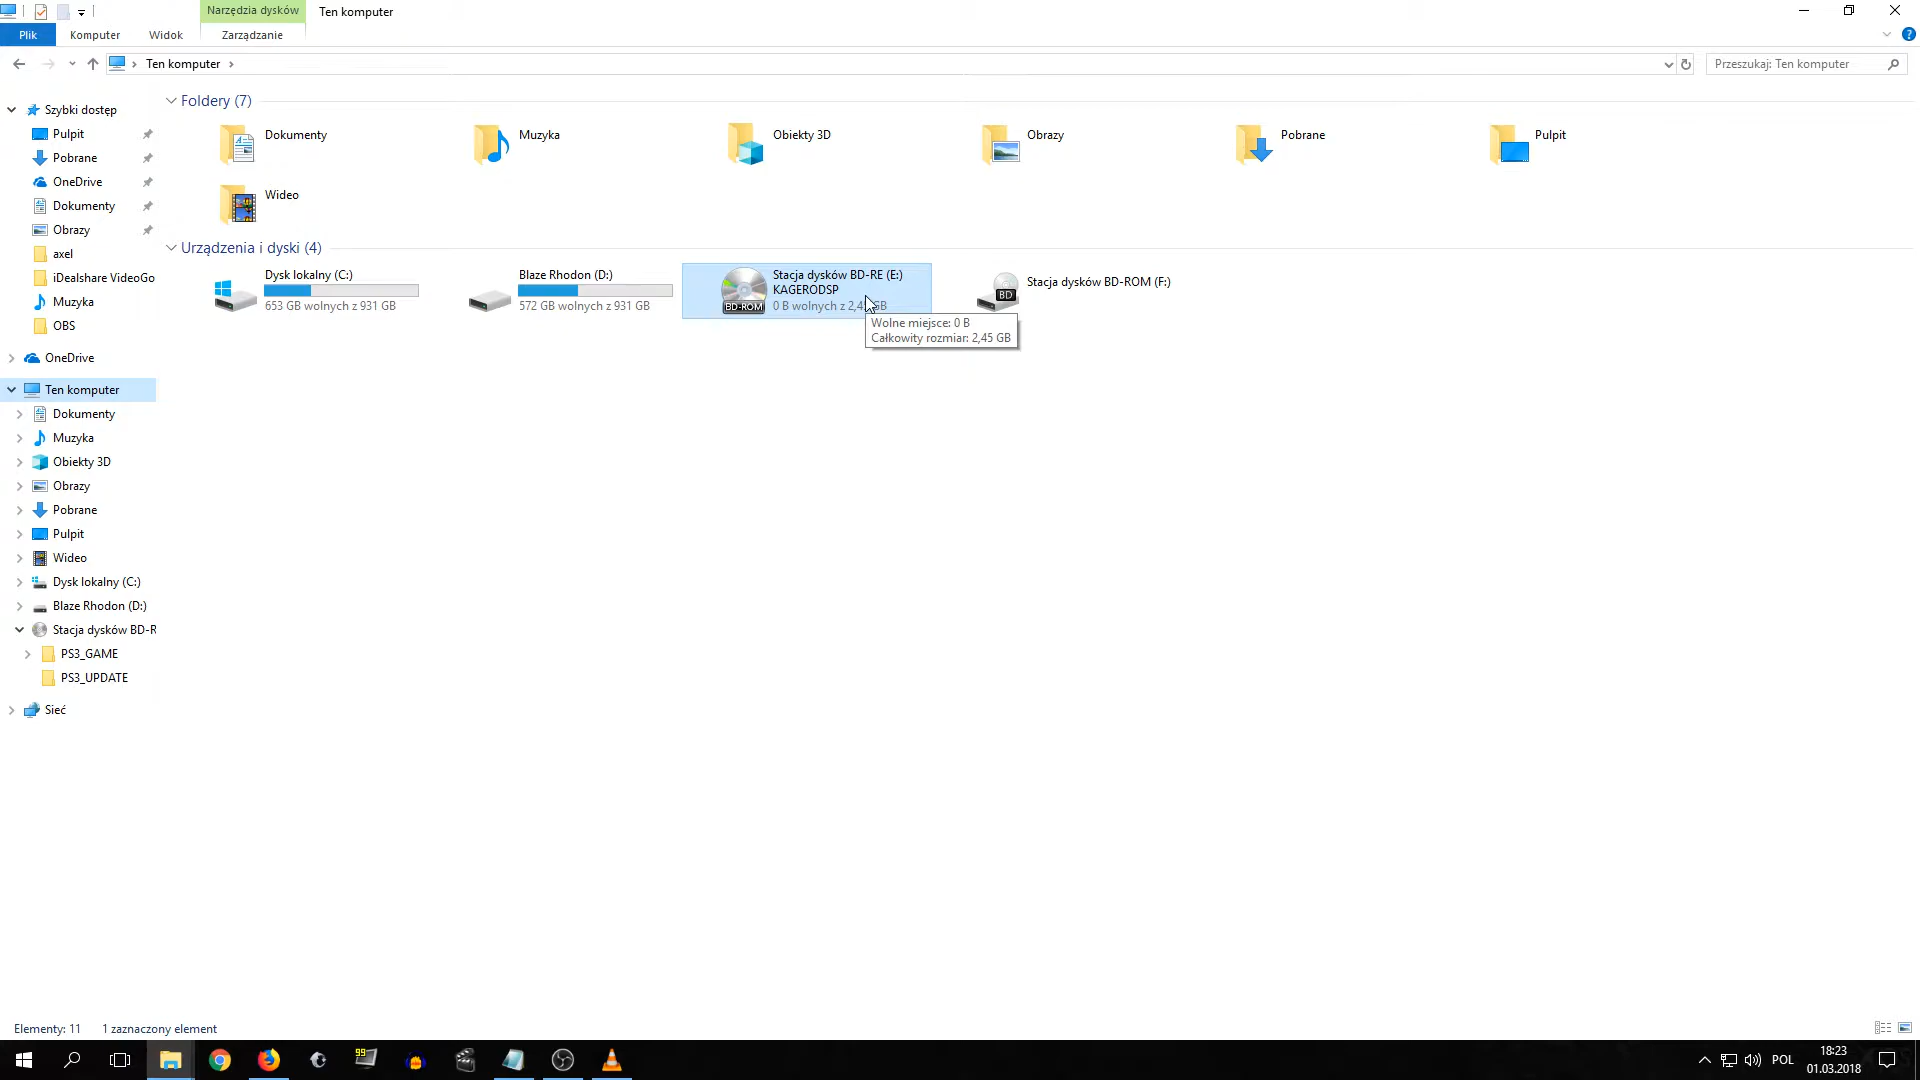 Narzędzia dysków
Ten komputer
Plik
Komputer
Widok
Zarządzanie
Ten komputer
Przeszukaj: Ten komputer
Szybki dostęp
Pulpit
Pobrane
OneDrive
Dokumenty
Obrazy
axel
iDealshare VideoGo
Muzyka
OBS
OneDrive
Ten komputer
Dokumenty
Muzyka
Obiekty 3D
Obrazy
Pobrane
Pulpit
Wideo
Dysk lokalny (C:)
Blaze Rhodon (D:)
Stacja dysków BD-R
PS3_GAME
PS3_UPDATE
Sieć
Foldery (7)
Dokumenty
Muzyka
Obiekty 3D
Obrazy
Pobrane
Pulpit
Wideo
Urządzenia i dyski (4)
Dysk lokalny (C:)
653 GB wolnych z 931 GB
Blaze Rhodon (D:)
572 GB wolnych z 931 GB
BD-ROM
Stacja dysków BD-RE (E:)
KAGERODSP
0 B wolnych z 2,45 GB
BD
Stacja dysków BD-ROM (F:)
Wolne miejsce: 0 B
Całkowity rozmiar: 2,45 GB
Elementy: 11
1 zaznaczony element
99
POL
18:23
01.03.2018